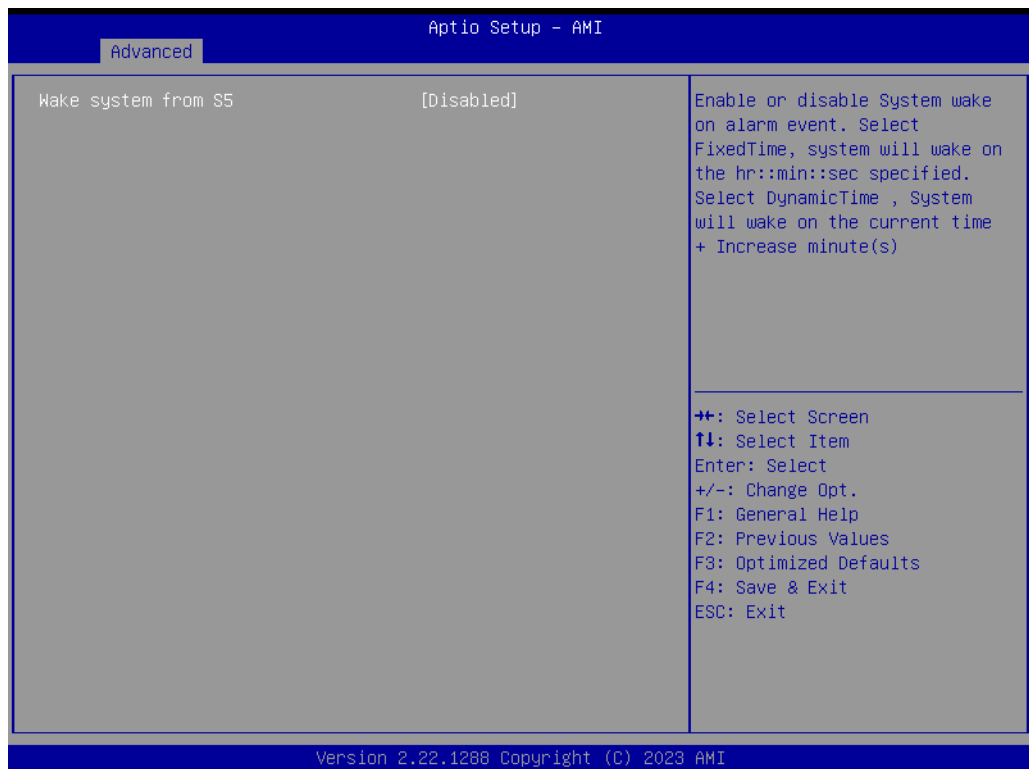 Aptio Setup – AMI
Advanced
Wake system from S5 [Disabled]
Enable or disable System wake
on alarm event. Select
FixedTime, system will wake on
the hr::min::sec specified.
Select DynamicTime , System
will wake on the current time
+ Increase minute(s)
→←: Select Screen
↑↓: Select Item
Enter: Select
+/-: Change Opt.
F1: General Help
F2: Previous Values
F3: Optimized Defaults
F4: Save & Exit
ESC: Exit
Version 2.22.1288 Copyright (C) 2023 AMI